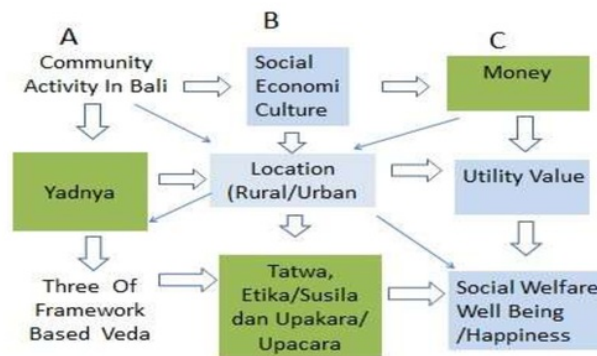 A
B
C
Community
Activity In Bali
Social
Economi
Culture
Money
Yadnya
Location
(Rural/Urban
Utility Value
Three Of
Framework
Based Veda
Tatwa,
Etika/Susila
dan Upakara/
Upacara
Social Welfare
Well Being
/Happiness